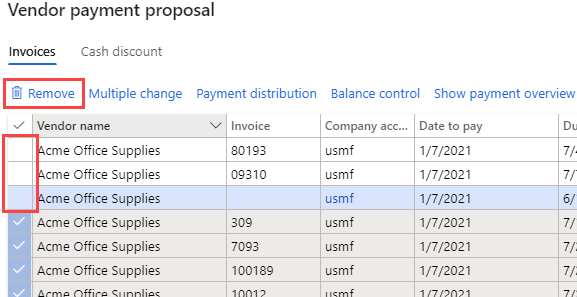 Vendor payment proposal
Invoices Cash discount
Remove Multiple change Payment distribution Balance control Show payment overview
Vendor name Invoice Company acc... Date to pay Du
Acme Office Supplies 80193 usmf 1/7/2021 7/4
Acme Office Supplies 09310 usmf 1/7/2021 7/
Acme Office Supplies usmf 1/7/2021 6/
Acme Office Supplies 309 usmf 1/7/2021 7/
Acme Office Supplies 7093 usmf 1/7/2021 7/
Acme Office Supplies 100189 usmf 1/7/2021 7/
Acme Office Supplies 10012 usmf 1/7/2021